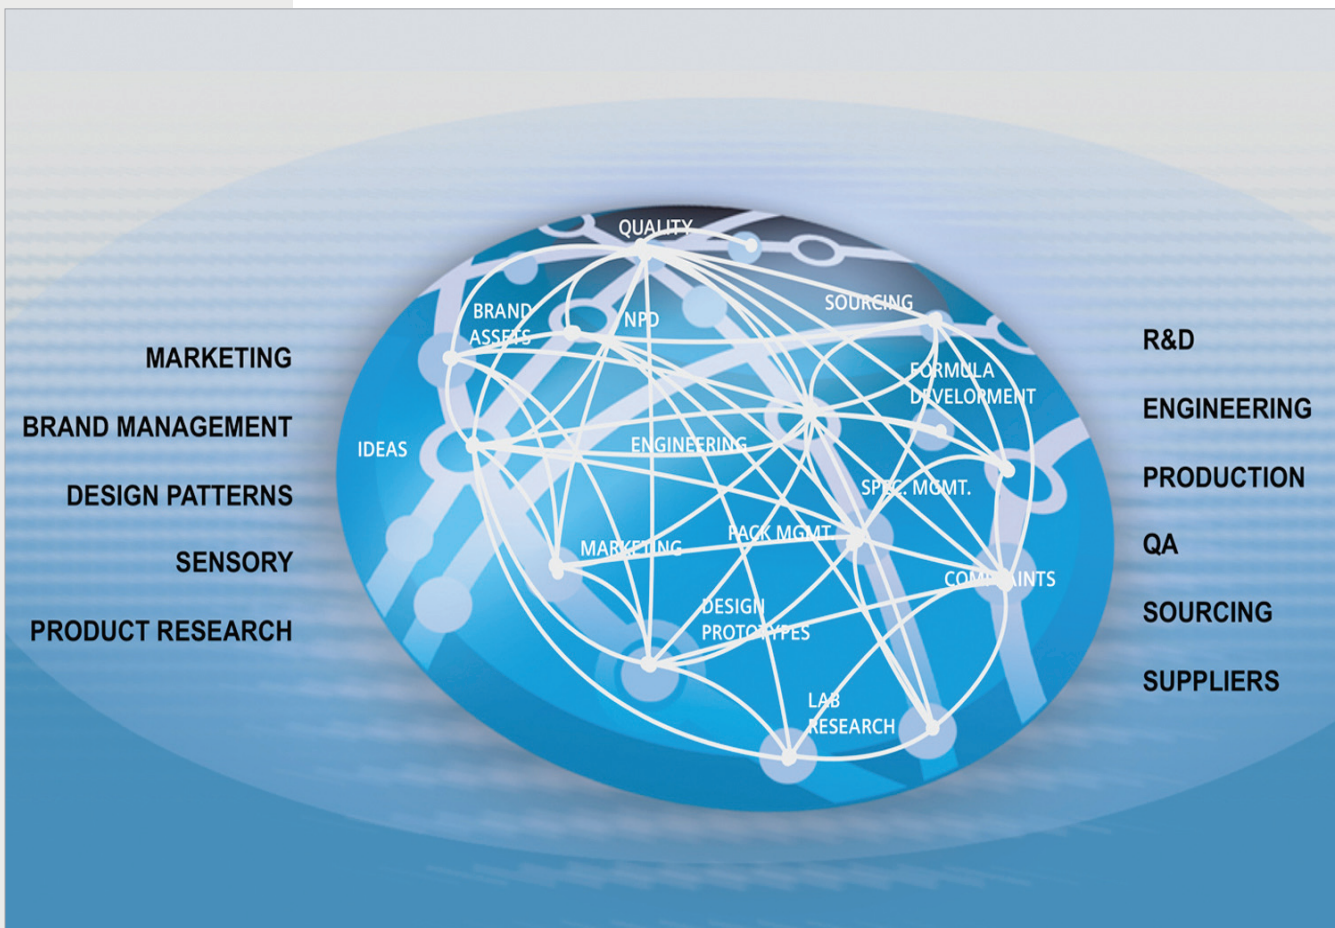 MARKETING
BRAND MANAGEMENT
DESIGN PATTERNS
SENSORY
PRODUCT RESEARCH
QUALITY
BRAND
ASSETS
NPD
SOURCING
FORMULA
DEVELOPMENT
IDEAS
ENGINEERING
SPEC. MGMT.
PACK MGMT
MARKETING
COMPLAINTS
DESIGN
PROTOTYPES
LAB
RESEARCH
R&D
ENGINEERING
PRODUCTION
QA
SOURCING
SUPPLIERS